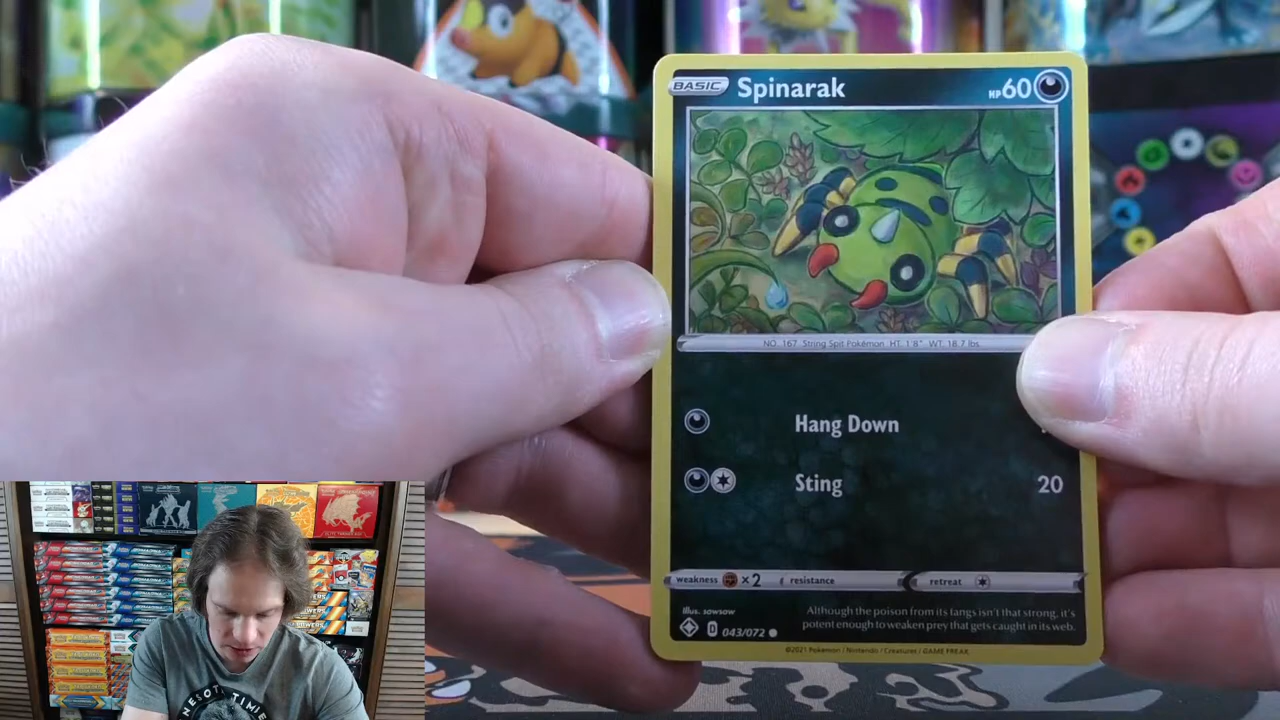 BASIC Spinarak HP60
NO. 167 String Spit Pokémon HT. 1'8" WT. 18.7 lbs.
Hang Down
Sting 20
weakness ×2 resistance retreat
Illus. sowsow
Although the poison from its fangs isn't that strong, it's
potent enough to weaken prey that gets caught in its web.
043/072
©2021 Pokémon / Nintendo / Creatures / GAME FREAK